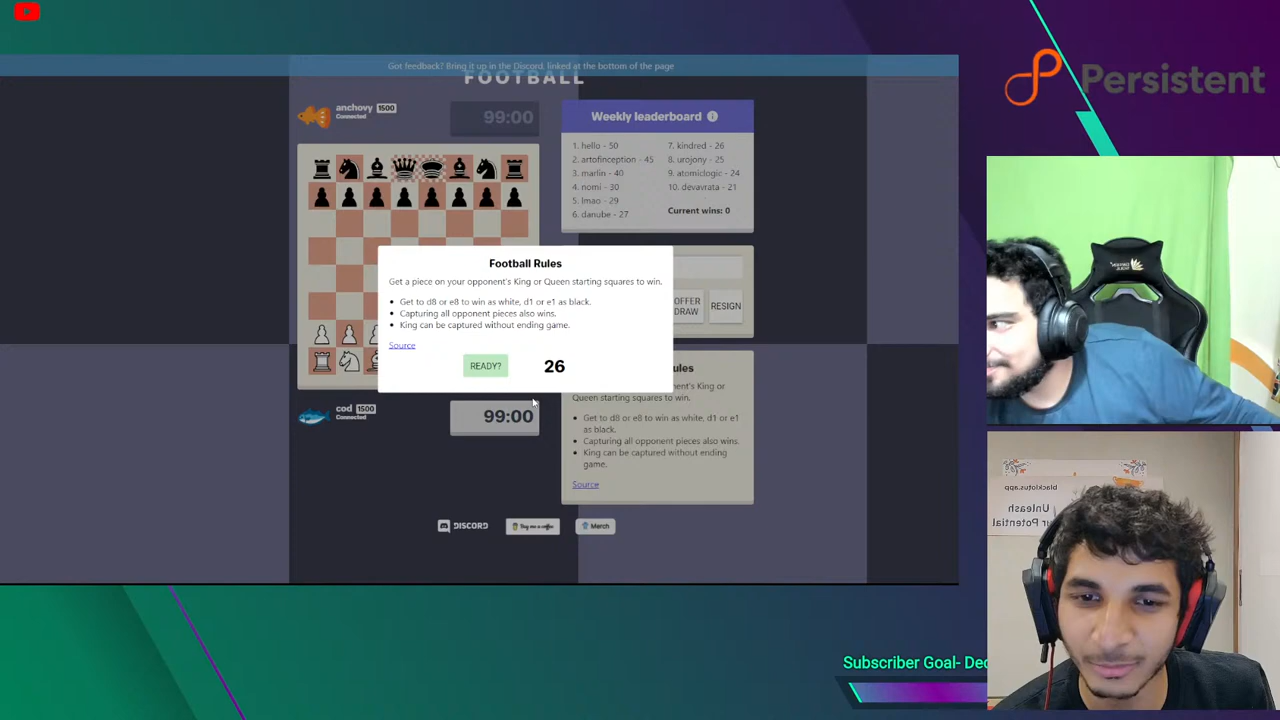 Got feedback? Bring it up in the Discord, linked at the bottom of the page
FOOTBALL
Persistent
anchovy 1500
Connected
99:00
Weekly leaderboard
1. hello - 50
2. artofinception - 45
3. marlin - 40
4. nomi - 30
5. lmao - 29
6. danube - 27
7. kindred - 26
8. urojony - 25
9. atomiclogic - 24
10. devavrata - 21
Current wins: 0
Football Rules
Get a piece on your opponent's King or Queen starting squares to win.
Get to d8 or e8 to win as white, d1 or e1 as black.
Capturing all opponent pieces also wins.
King can be captured without ending game.
Source
READY?
26
OFFER
DRAW
RESIGN
ules
ent's King or
Queen starting squares to win.
Get to d8 or e8 to win as white, d1 or e1
as black.
Capturing all opponent pieces also wins.
King can be captured without ending
game.
Source
cod 1500
Connected
99:00
DISCORD
Buy me a coffee
Merch
blacklotus.app
Unleash
ur Potential
Subscriber Goal- Dec